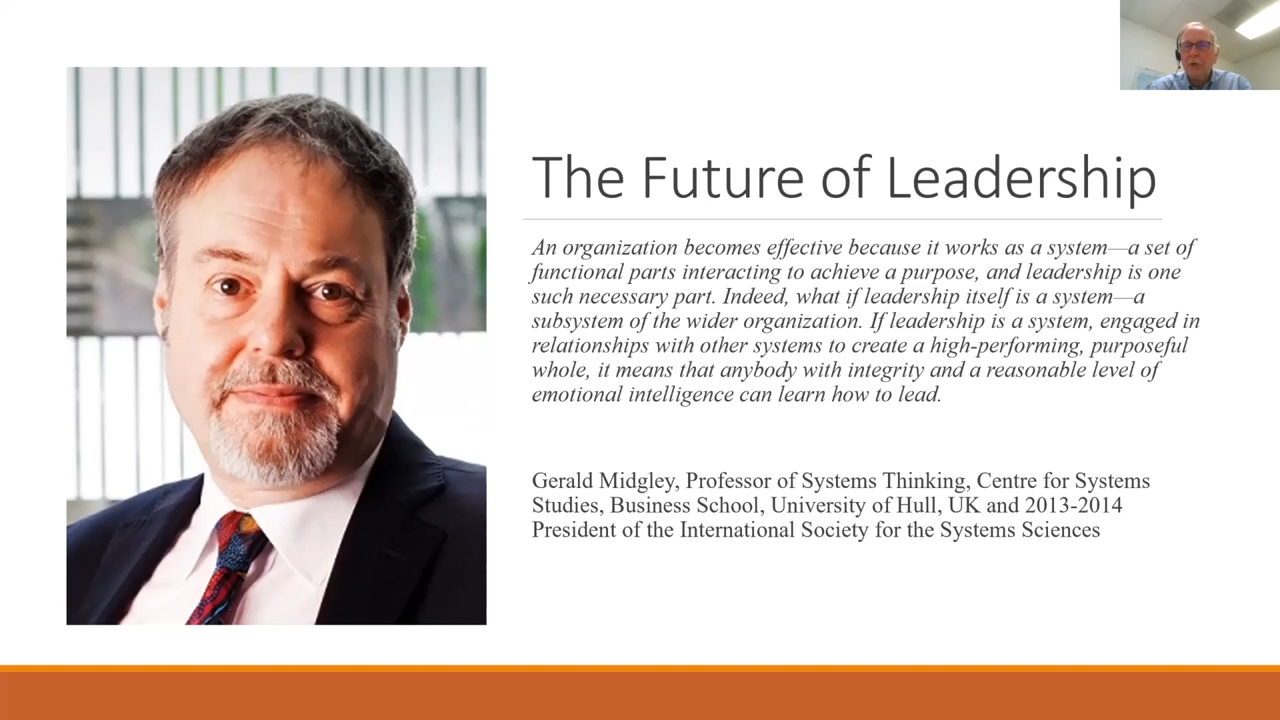 The Future of Leadership
An organization becomes effective because it works as a system—a set of
functional parts interacting to achieve a purpose, and leadership is one
such necessary part. Indeed, what if leadership itself is a system—a
subsystem of the wider organization. If leadership is a system, engaged in
relationships with other systems to create a high-performing, purposeful
whole, it means that anybody with integrity and a reasonable level of
emotional intelligence can learn how to lead.
Gerald Midgley, Professor of Systems Thinking, Centre for Systems
Studies, Business School, University of Hull, UK and 2013-2014
President of the International Society for the Systems Sciences